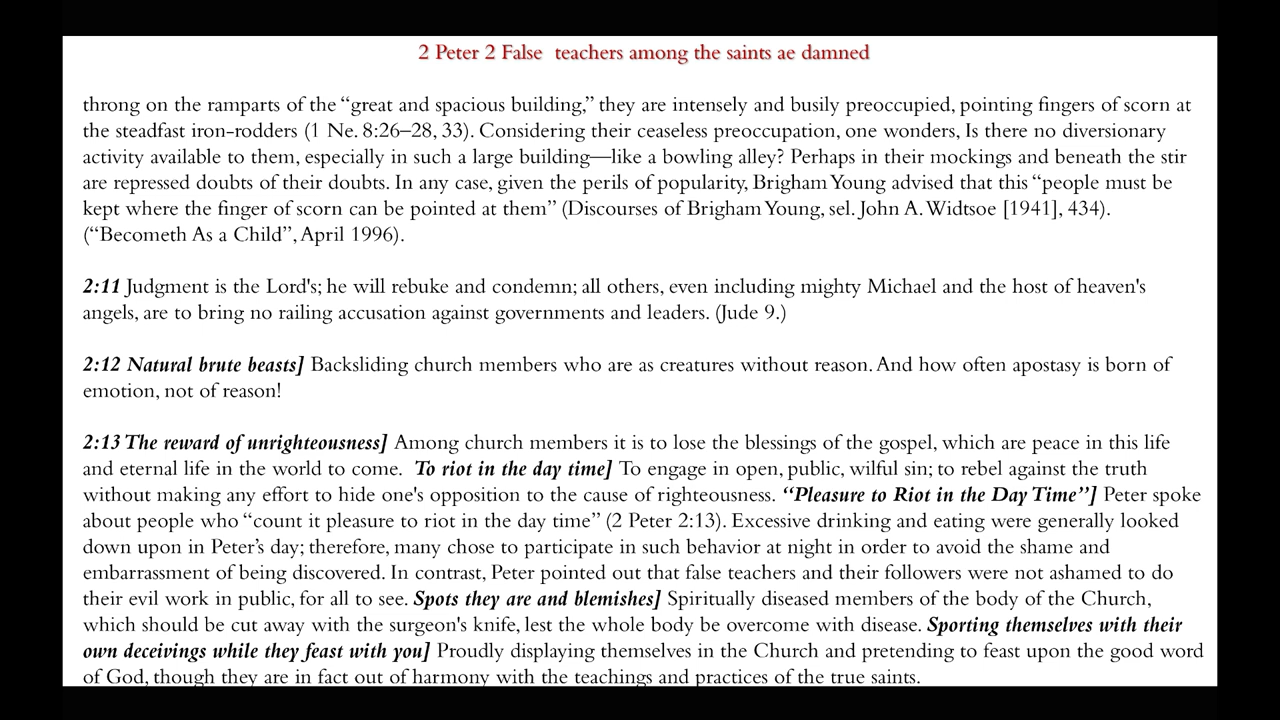 2 Peter 2 False  teachers among the saints ae damned
throng on the ramparts of the “great and spacious building,” they are intensely and busily preoccupied, pointing fingers of scorn at
the steadfast iron-rodders (1 Ne. 8:26–28, 33). Considering their ceaseless preoccupation, one wonders, Is there no diversionary
activity available to them, especially in such a large building—like a bowling alley? Perhaps in their mockings and beneath the stir
are repressed doubts of their doubts. In any case, given the perils of popularity, Brigham Young advised that this “people must be
kept where the finger of scorn can be pointed at them” (Discourses of Brigham Young, sel. John A. Widtsoe [1941], 434).
(“Becometh As a Child”, April 1996).
2:11 Judgment is the Lord's; he will rebuke and condemn; all others, even including mighty Michael and the host of heaven's
angels, are to bring no railing accusation against governments and leaders. (Jude 9.)
2:12 Natural brute beasts] Backsliding church members who are as creatures without reason. And how often apostasy is born of
emotion, not of reason!
2:13 The reward of unrighteousness] Among church members it is to lose the blessings of the gospel, which are peace in this life
and eternal life in the world to come.  To riot in the day time] To engage in open, public, wilful sin; to rebel against the truth
without making any effort to hide one's opposition to the cause of righteousness. “Pleasure to Riot in the Day Time”] Peter spoke
about people who “count it pleasure to riot in the day time” (2 Peter 2:13). Excessive drinking and eating were generally looked
down upon in Peter’s day; therefore, many chose to participate in such behavior at night in order to avoid the shame and
embarrassment of being discovered. In contrast, Peter pointed out that false teachers and their followers were not ashamed to do
their evil work in public, for all to see. Spots they are and blemishes] Spiritually diseased members of the body of the Church,
which should be cut away with the surgeon's knife, lest the whole body be overcome with disease. Sporting themselves with their
own deceivings while they feast with you] Proudly displaying themselves in the Church and pretending to feast upon the good word
of God, though they are in fact out of harmony with the teachings and practices of the true saints.